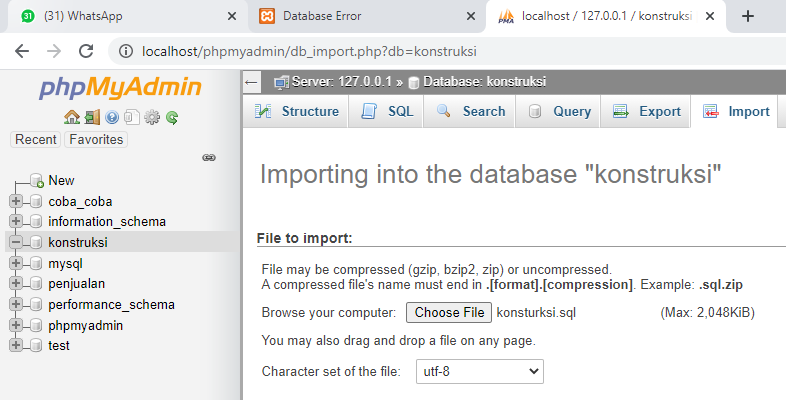 (31) WhatsApp
Database Error
localhost / 127.0.0.1 / konstruksi
localhost/phpmyadmin/db_import.php?db=konstruksi
phpMyAdmin
Recent Favorites
New
coba_coba
information_schema
konstruksi
mysql
penjualan
performance_schema
phpmyadmin
test
Server: 127.0.0.1 » Database: konstruksi
Structure SQL Search Query Export Import
Importing into the database "konstruksi"
File to import:
File may be compressed (gzip, bzip2, zip) or uncompressed.
A compressed file's name must end in .[format].[compression]. Example: .sql.zip
Browse your computer: Choose File konsturksi.sql (Max: 2,048KiB)
You may also drag and drop a file on any page.
Character set of the file: utf-8